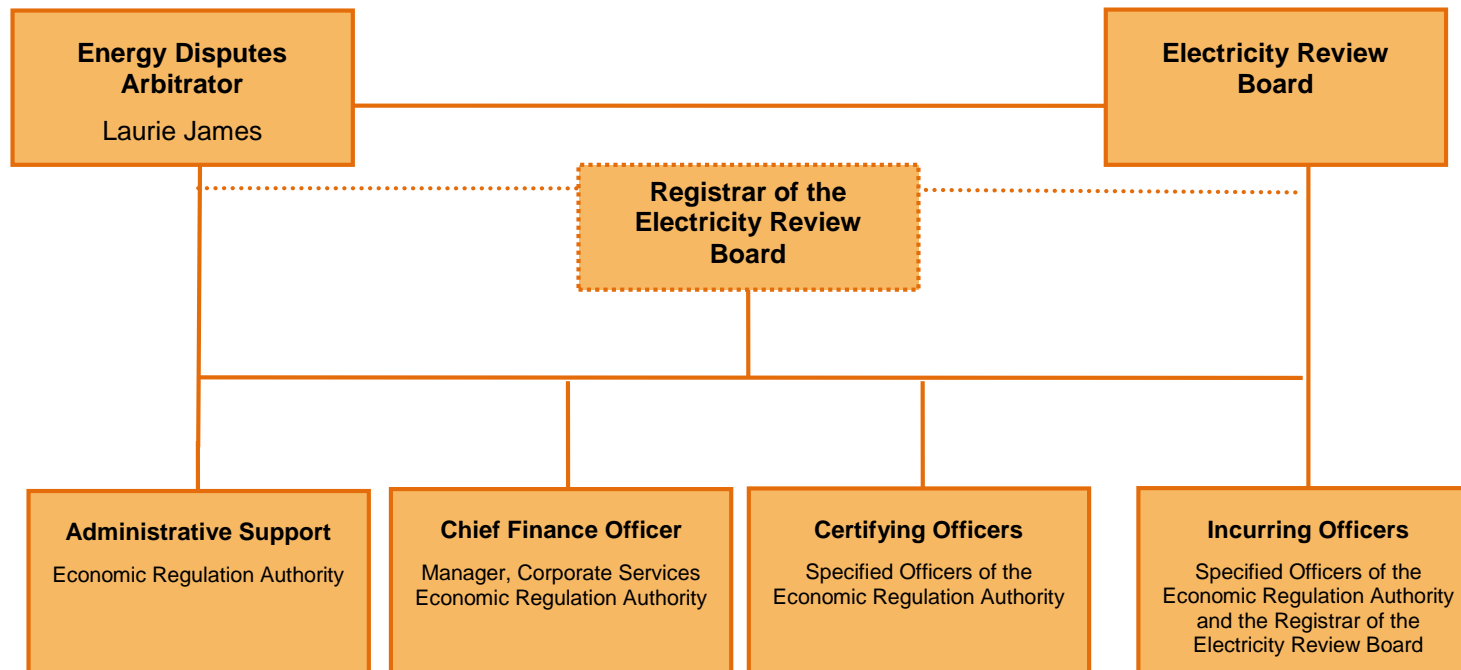 Energy Disputes
Arbitrator
Laurie James
Electricity Review
Board
Registrar of the
Electricity Review
Board
Administrative Support
Economic Regulation Authority
Chief Finance Officer
Manager, Corporate Services
Economic Regulation Authority
Certifying Officers
Specified Officers of the
Economic Regulation Authority
Incurring Officers
Specified Officers of the
Economic Regulation Authority
and the Registrar of the
Electricity Review Board